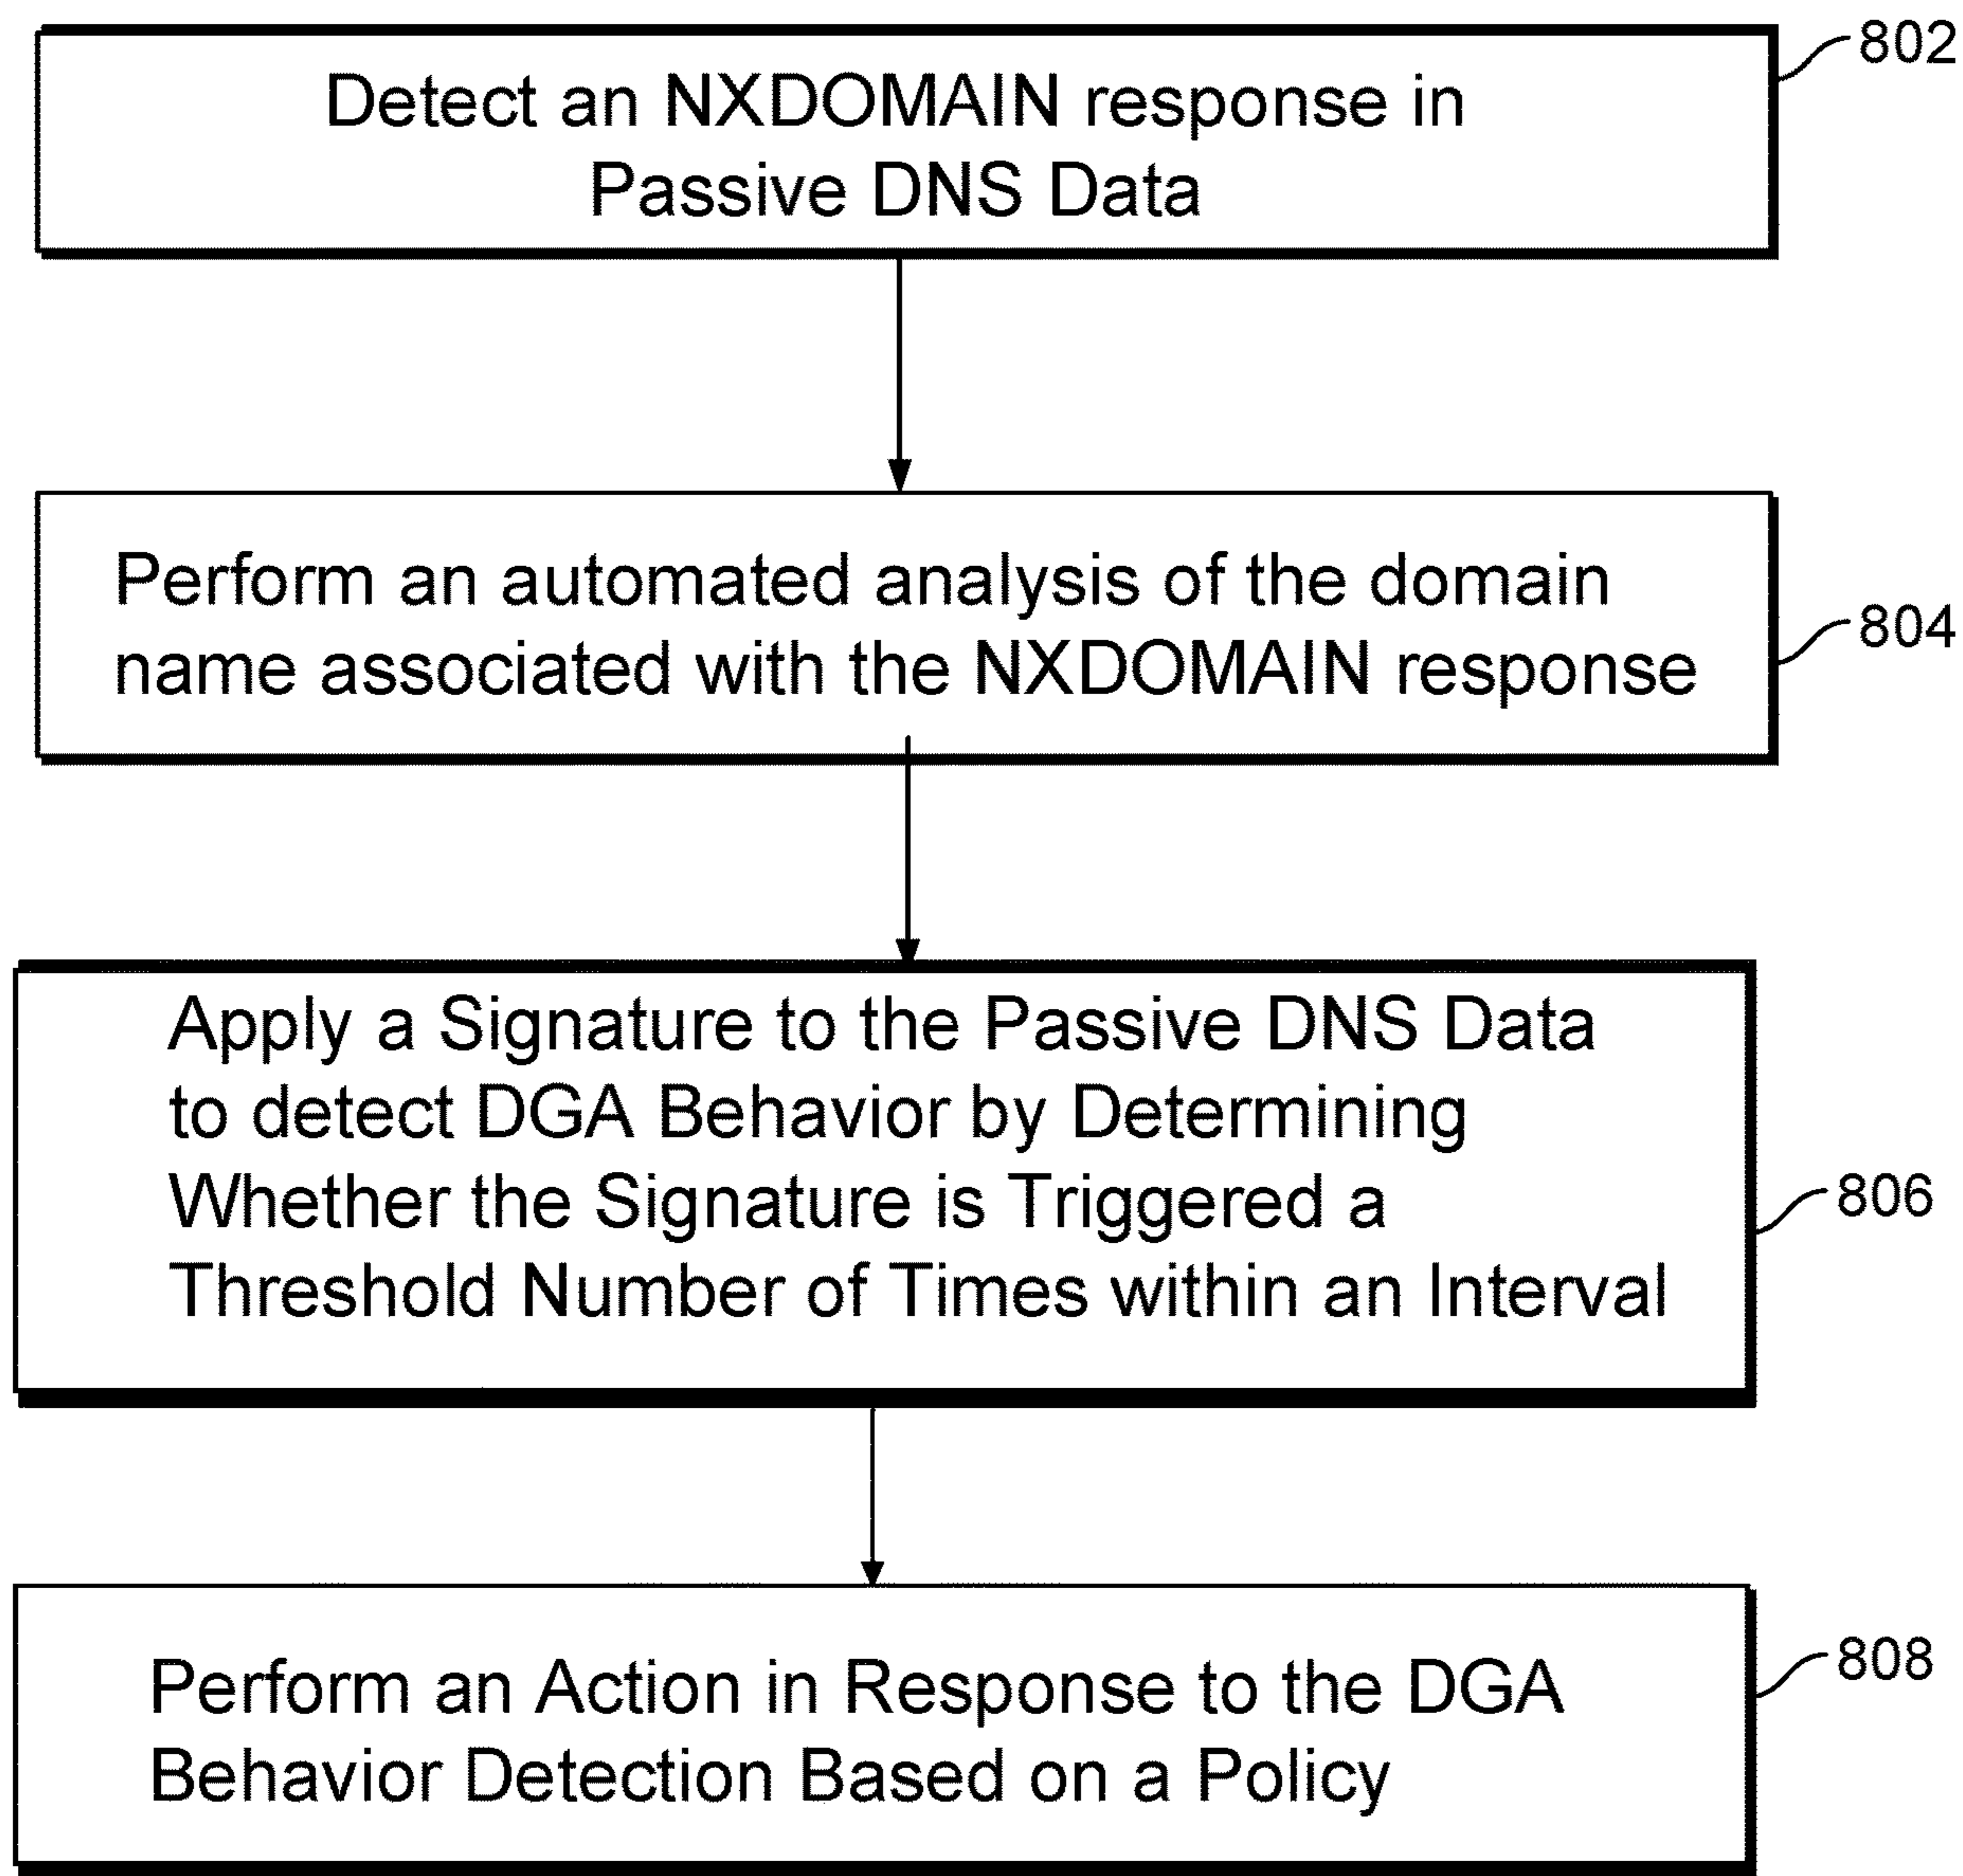 802
Detect an NXDOMAIN response in
Passive DNS Data
Perform an automated analysis of the domain
name associated with the NXDOMAIN response
804
Apply a Signature to the Passive DNS Data
to detect DGA Behavior by Determining
Whether the Signature is Triggered a
Threshold Number of Times within an Interval
806
Perform an Action in Response to the DGA
Behavior Detection Based on a Policy
808